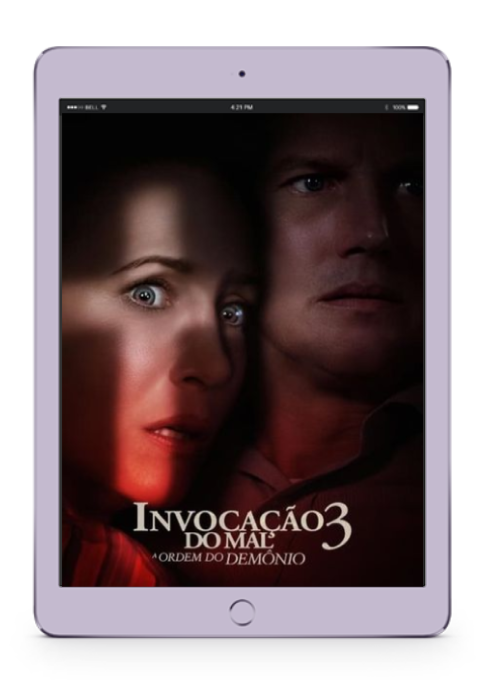 BELL 4:21 PM 100%
INVOCAÇÃO 3
DO MAL
A ORDEM DO DEMÔNIO